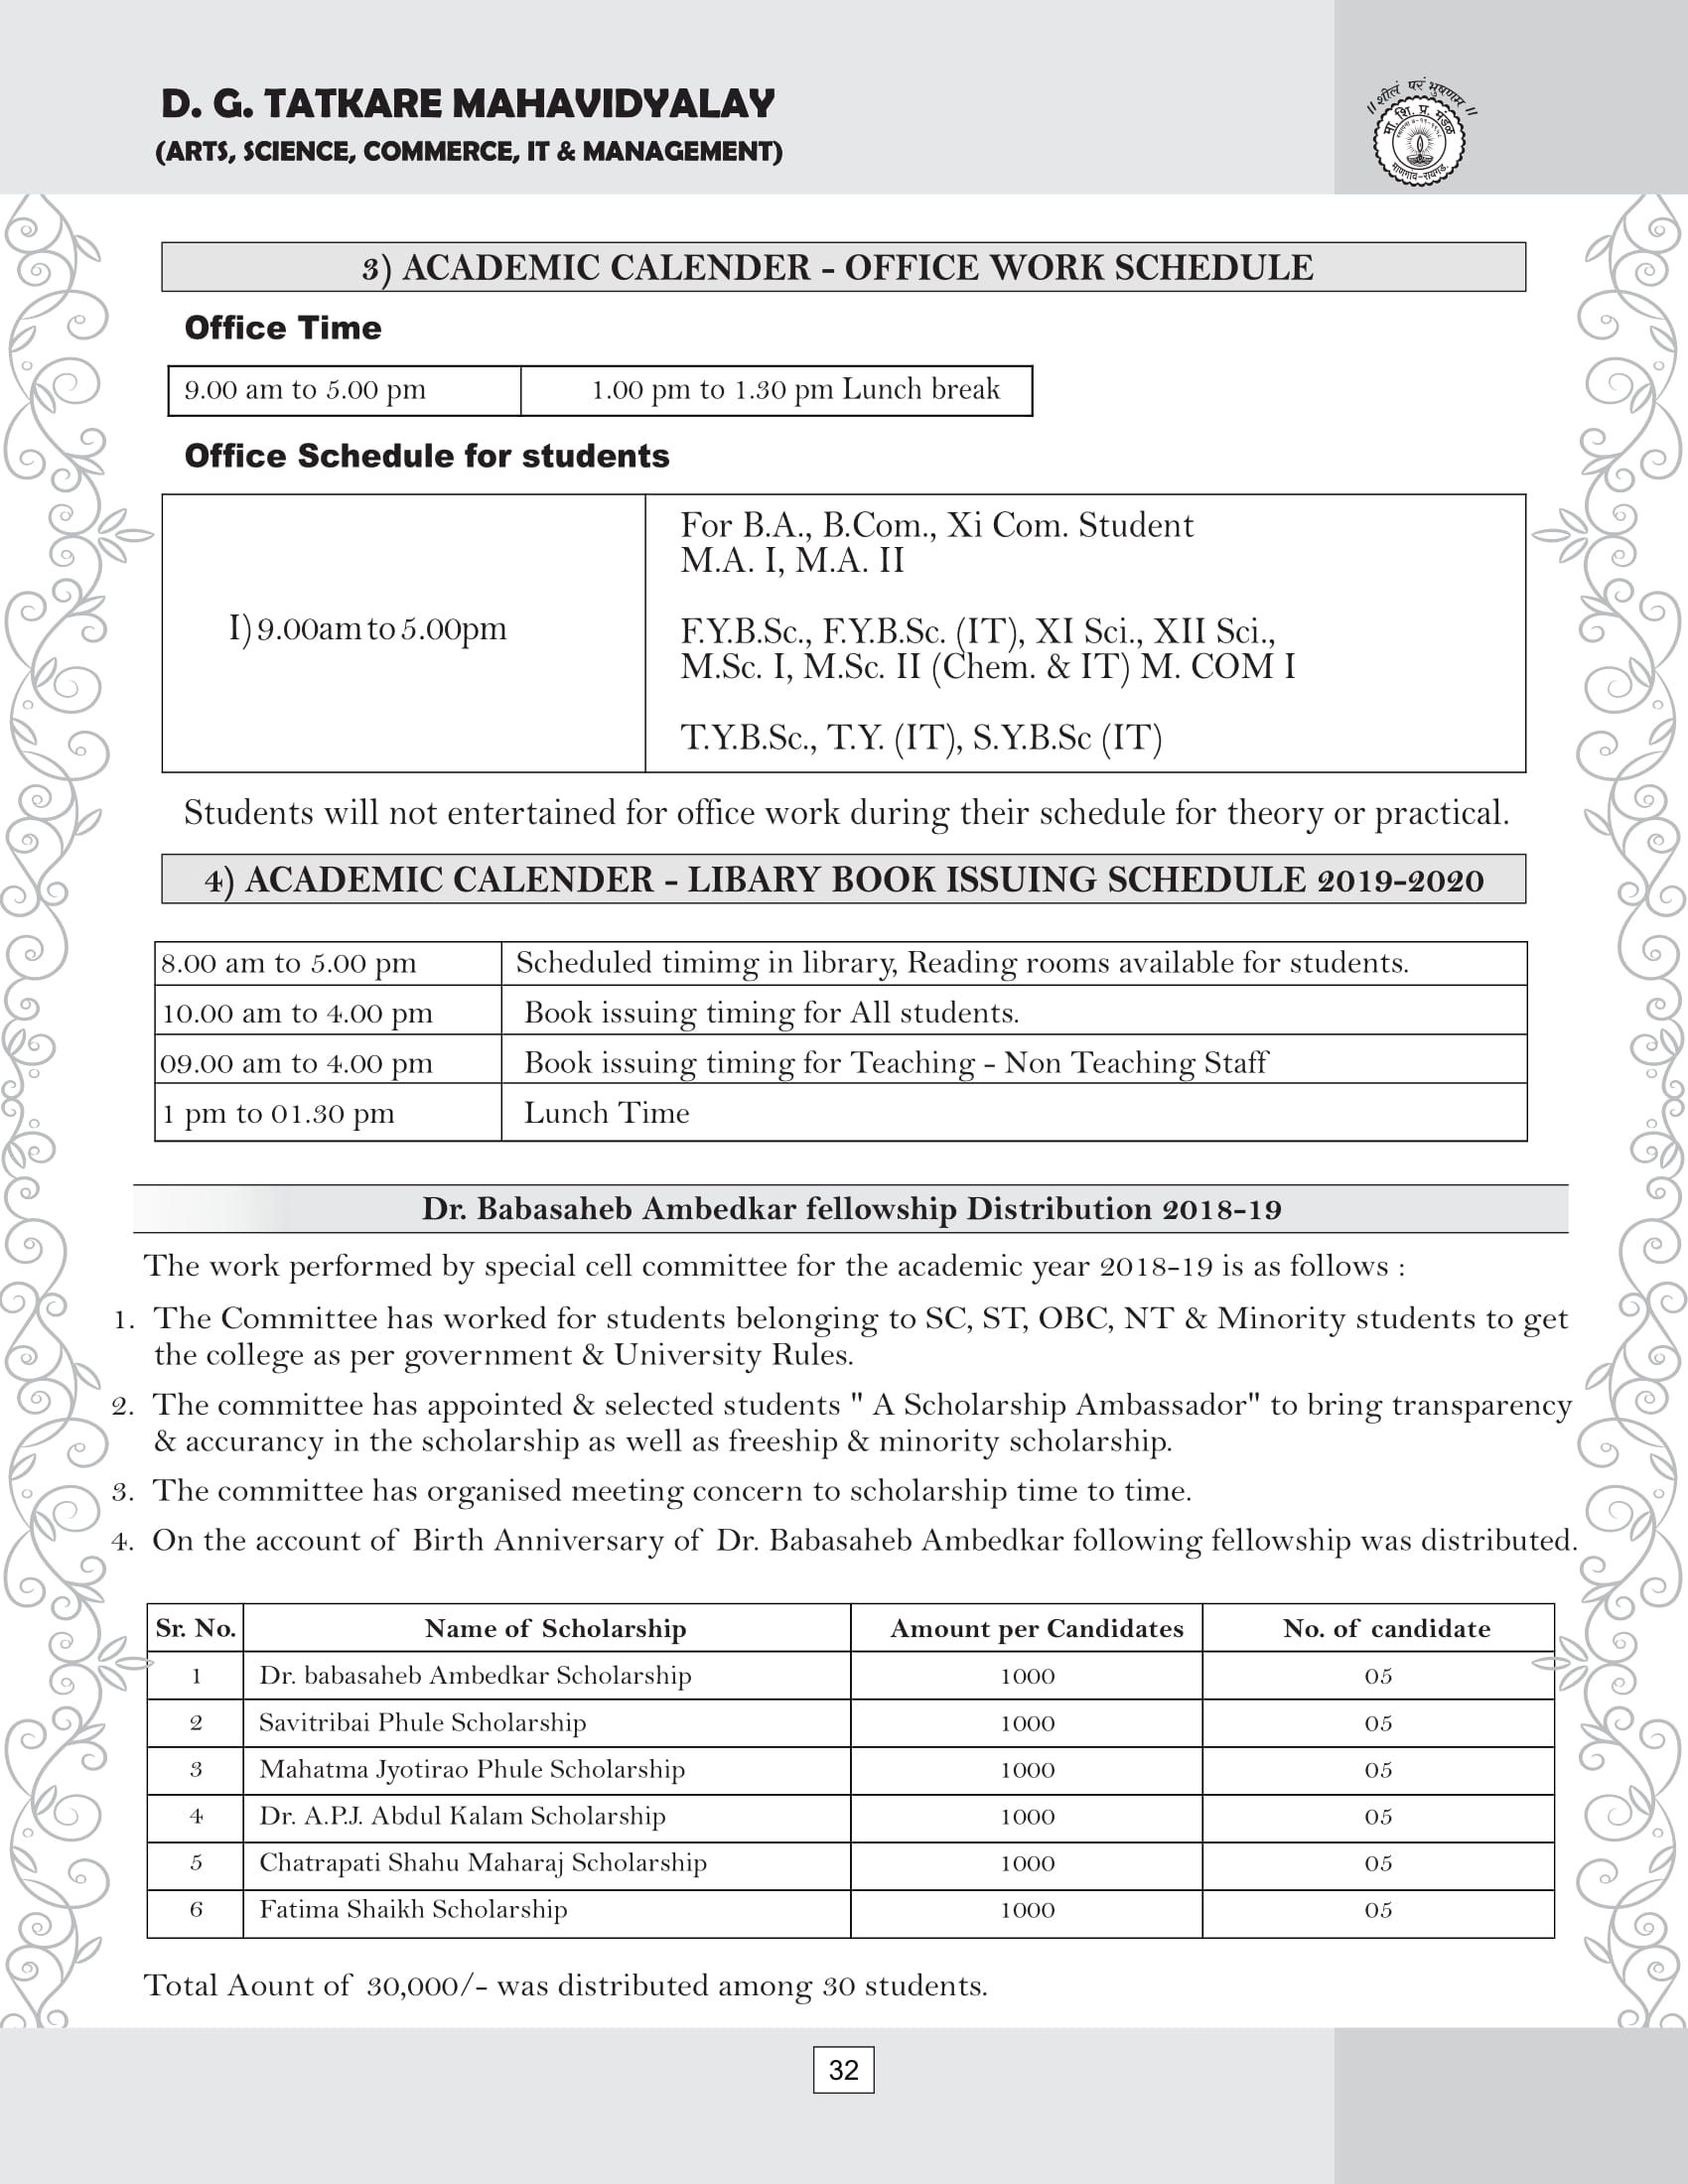 D. G. TATKARE MAHAVIDYALAY
(ARTS, SCIENCE, COMMERCE, IT & MANAGEMENT)
॥ शीलं परं भुषणम ॥
मा. शि. प्र. मंडळ
माणगांव-रायगड.
3) ACADEMIC CALENDER - OFFICE WORK SCHEDULE
Office Time
9.00 am to 5.00 pm 1.00 pm to 1.30 pm Lunch break
Office Schedule for students
For B.A., B.Com., Xi Com. Student
M.A. I, M.A. II
I) 9.00am to 5.00pm F.Y.B.Sc., F.Y.B.Sc. (IT), XI Sci., XII Sci.,
M.Sc. I, M.Sc. II (Chem. & IT) M. COM I
T.Y.B.Sc., T.Y. (IT), S.Y.B.Sc (IT)
Students will not entertained for office work during their schedule for theory or practical.
4) ACADEMIC CALENDER - LIBARY BOOK ISSUING SCHEDULE 2019-2020
8.00 am to 5.00 pm Scheduled timimg in library, Reading rooms available for students.
10.00 am to 4.00 pm Book issuing timing for All students.
09.00 am to 4.00 pm Book issuing timing for Teaching - Non Teaching Staff
1 pm to 01.30 pm Lunch Time
Dr. Babasaheb Ambedkar fellowship Distribution 2018-19
The work performed by special cell committee for the academic year 2018-19 is as follows :
1. The Committee has worked for students belonging to SC, ST, OBC, NT & Minority students to get
the college as per government & University Rules.
2. The committee has appointed & selected students " A Scholarship Ambassador" to bring transparency
& accurancy in the scholarship as well as freeship & minority scholarship.
3. The committee has organised meeting concern to scholarship time to time.
4. On the account of Birth Anniversary of Dr. Babasaheb Ambedkar following fellowship was distributed.
Sr. No. Name of Scholarship Amount per Candidates No. of candidate
1 Dr. babasaheb Ambedkar Scholarship 1000 05
2 Savitribai Phule Scholarship 1000 05
3 Mahatma Jyotirao Phule Scholarship 1000 05
4 Dr. A.P.J. Abdul Kalam Scholarship 1000 05
5 Chatrapati Shahu Maharaj Scholarship 1000 05
6 Fatima Shaikh Scholarship 1000 05
Total Aount of 30,000/- was distributed among 30 students.
32